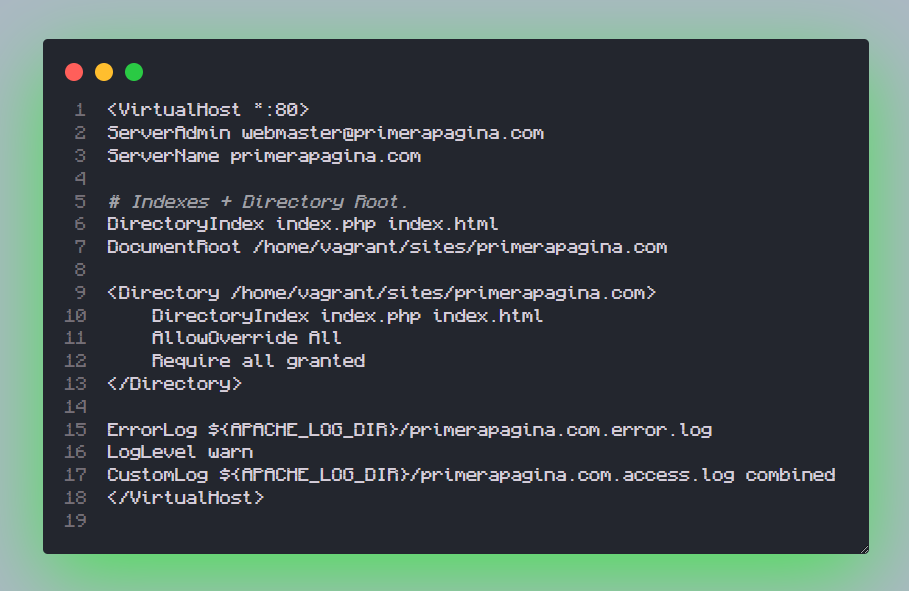 1 <VirtualHost *:80>
2 ServerAdmin webmaster@primerapagina.com
3 ServerName primerapagina.com
4
5 # Indexes + Directory Root.
6 DirectoryIndex index.php index.html
7 DocumentRoot /home/vagrant/sites/primerapagina.com
8
9 <Directory /home/vagrant/sites/primerapagina.com>
10     DirectoryIndex index.php index.html
11     AllowOverride All
12     Require all granted
13 </Directory>
14
15 ErrorLog ${APACHE_LOG_DIR}/primerapagina.com.error.log
16 LogLevel warn
17 CustomLog ${APACHE_LOG_DIR}/primerapagina.com.access.log combined
18 </VirtualHost>
19